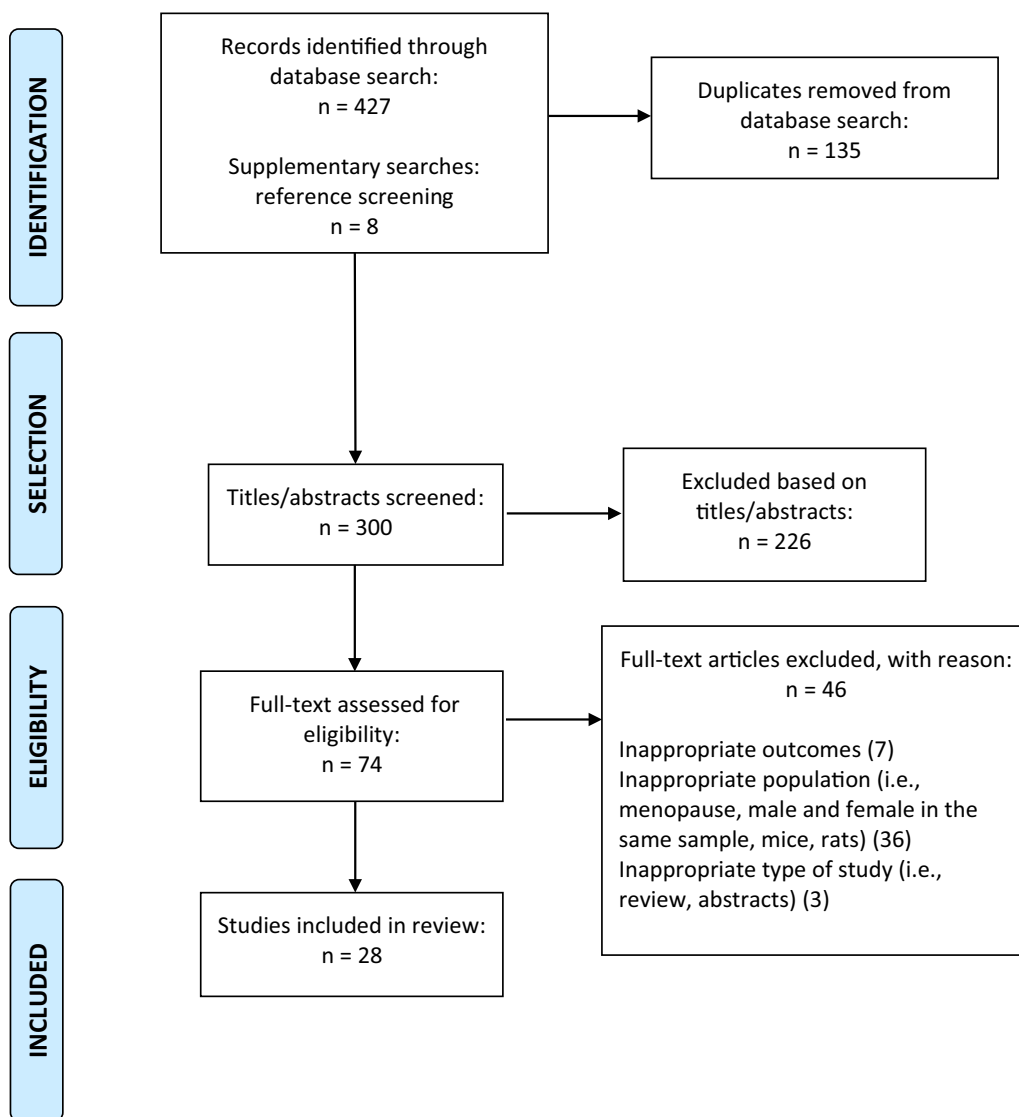 IDENTIFICATION
Records identified through
database search:
n = 427
Supplementary searches:
reference screening
n = 8
Duplicates removed from
database search:
n = 135
SELECTION
Titles/abstracts screened:
n = 300
Excluded based on
titles/abstracts:
n = 226
ELIGIBILITY
Full-text assessed for
eligibility:
n = 74
Full-text articles excluded, with reason:
n = 46
Inappropriate outcomes (7)
Inappropriate population (i.e.,
menopause, male and female in the
same sample, mice, rats) (36)
Inappropriate type of study (i.e.,
review, abstracts) (3)
INCLUDED
Studies included in review:
n = 28